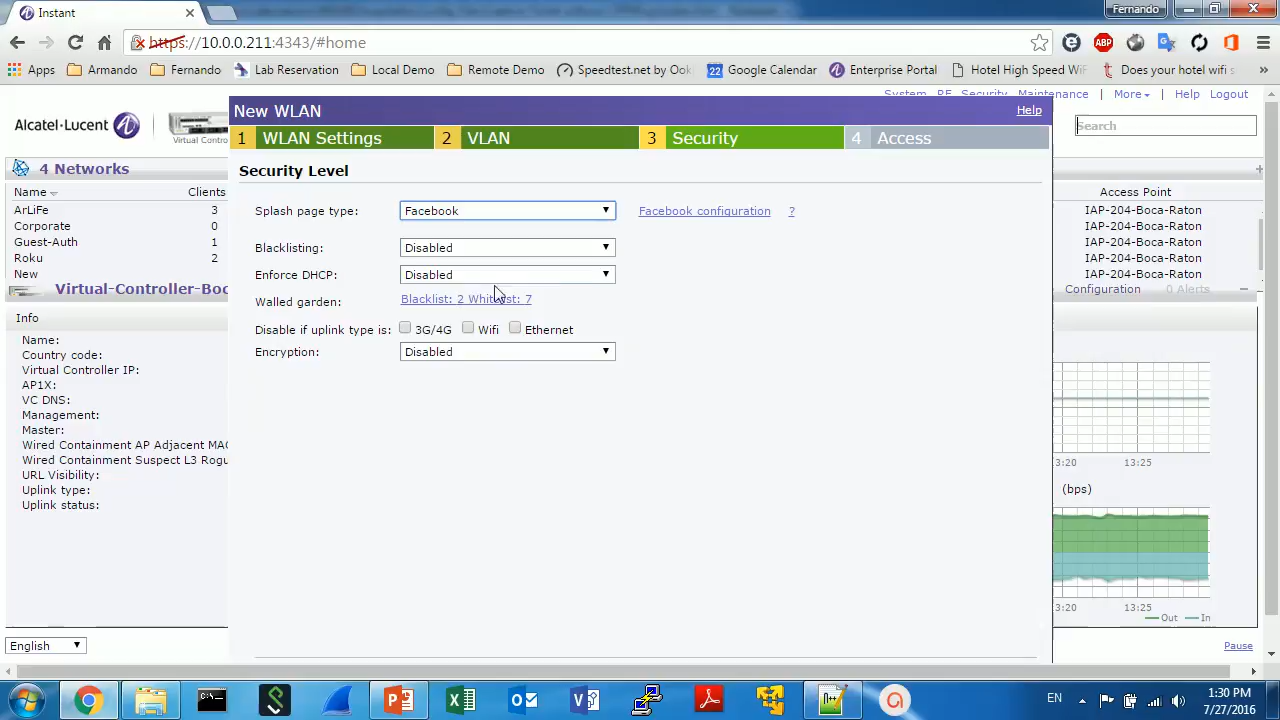 Instant
Fernando
https://10.0.0.211:4343/#home
Apps
Armando
Fernando
Lab Reservation
Local Demo
Remote Demo
Speedtest.net by Ook
22
Google Calendar
Enterprise Portal
Hotel High Speed WiF
Does your hotel wifi s
System
RF
Security
Maintenance
More
Help
Logout
Alcatel-Lucent
Virtual Contro
Search
New WLAN
Help
1 WLAN Settings
2 VLAN
3 Security
4 Access
4 Networks
Name
Clients
ArLiFe 3
Corporate 0
Guest-Auth 1
Roku 2
New
Access Point
IAP-204-Boca-Raton
IAP-204-Boca-Raton
IAP-204-Boca-Raton
IAP-204-Boca-Raton
IAP-204-Boca-Raton
Virtual-Controller-Boc
Configuration
0 Alerts
Info
Name:
Country code:
Virtual Controller IP:
AP1X:
VC DNS:
Management:
Master:
Wired Containment AP Adjacent MAC
Wired Containment Suspect L3 Rogu
URL Visibility:
Uplink type:
Uplink status:
Security Level
Splash page type: Facebook
Facebook configuration
?
Blacklisting: Disabled
Enforce DHCP: Disabled
Walled garden: Blacklist: 2
7
Disable if uplink type is: 3G/4G Wifi Ethernet
Encryption: Disabled
3:20 13:25
(bps)
3:20 13:25
Out In
English
Pause
EN
1:30 PM
7/27/2016